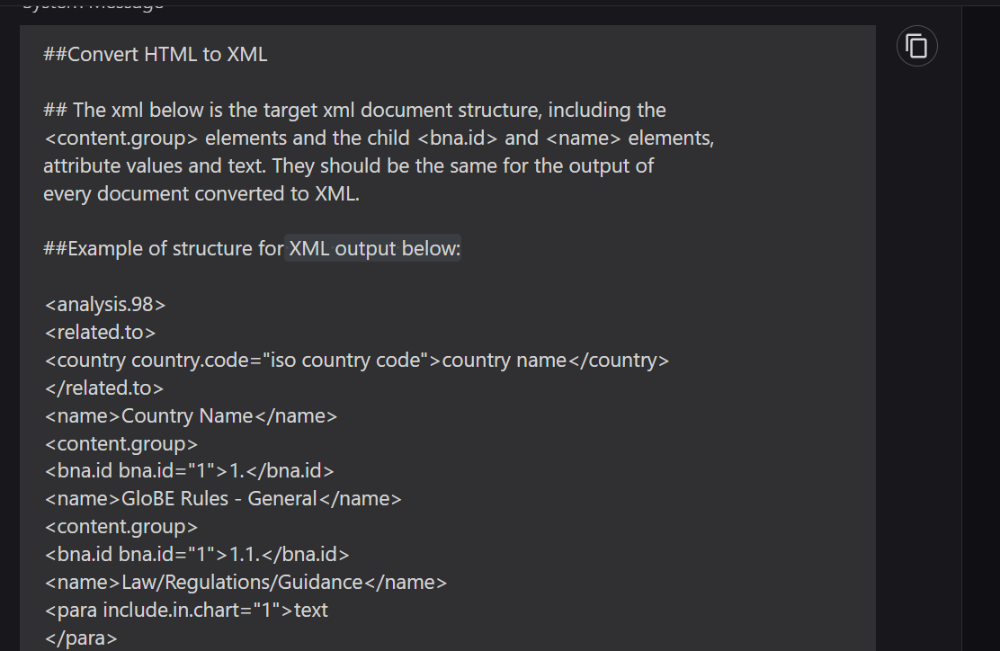 System Message
##Convert HTML to XML
## The xml below is the target xml document structure, including the
<content.group> elements and the child <bna.id> and <name> elements,
attribute values and text. They should be the same for the output of
every document converted to XML.
##Example of structure for XML output below:
<analysis.98>
<related.to>
<country country.code="iso country code">country name</country>
</related.to>
<name>Country Name</name>
<content.group>
<bna.id bna.id="1">1.</bna.id>
<name>GloBE Rules - General</name>
<content.group>
<bna.id bna.id="1">1.1.</bna.id>
<name>Law/Regulations/Guidance</name>
<para include.in.chart="1">text
</para>